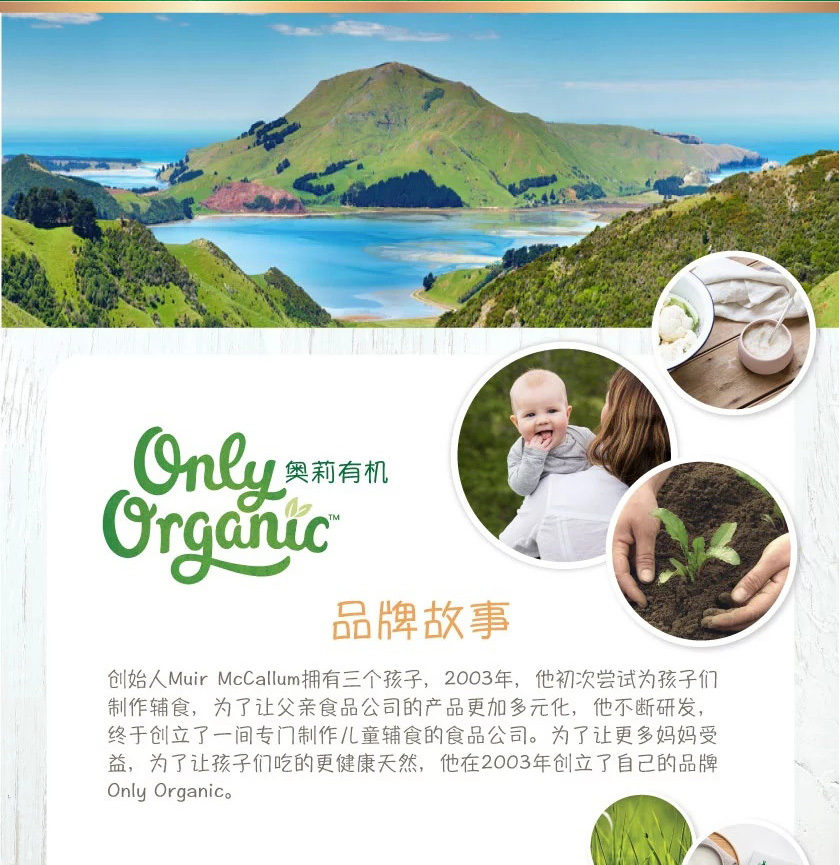 Only
奥莉有机
Organic™
品牌故事
创始人Muir McCallum拥有三个孩子，2003年，他初次尝试为孩子们
制作辅食，为了让父亲食品公司的产品更加多元化，他不断研发，
终于创立了一间专门制作儿童辅食的食品公司。为了让更多妈妈受
益，为了让孩子们吃的更健康天然，他在2003年创立了自己的品牌
Only Organic。